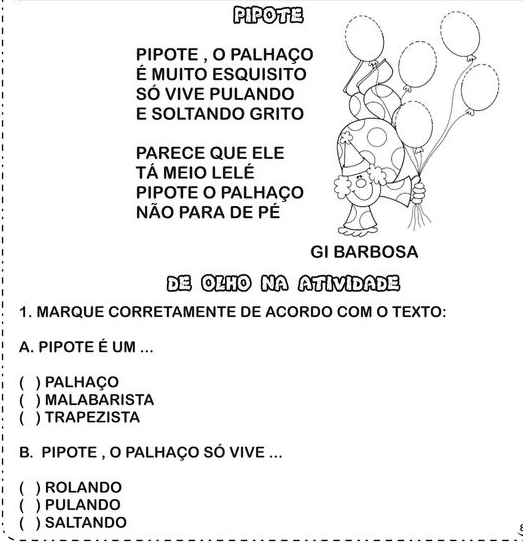 PIPOTE
PIPOTE , O PALHAÇO
É MUITO ESQUISITO
SÓ VIVE PULANDO
E SOLTANDO GRITO
PARECE QUE ELE
TÁ MEIO LELÉ
PIPOTE O PALHAÇO
NÃO PARA DE PÉ
GI BARBOSA
DE OLHO NA ATIVIDADE
1. MARQUE CORRETAMENTE DE ACORDO COM O TEXTO:
A. PIPOTE É UM ...
( ) PALHAÇO
( ) MALABARISTA
( ) TRAPEZISTA
B. PIPOTE , O PALHAÇO SÓ VIVE ...
( ) ROLANDO
( ) PULANDO
( ) SALTANDO